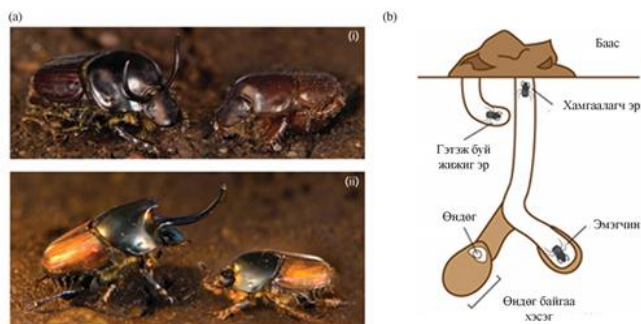 (a)
(i)
(ii)
(b)
Баас
Хамгаалагч эр
Гэтэж буй
жижиг эр
Өндөг
Эмэгчин
Өндөг байгаа
хэсэг